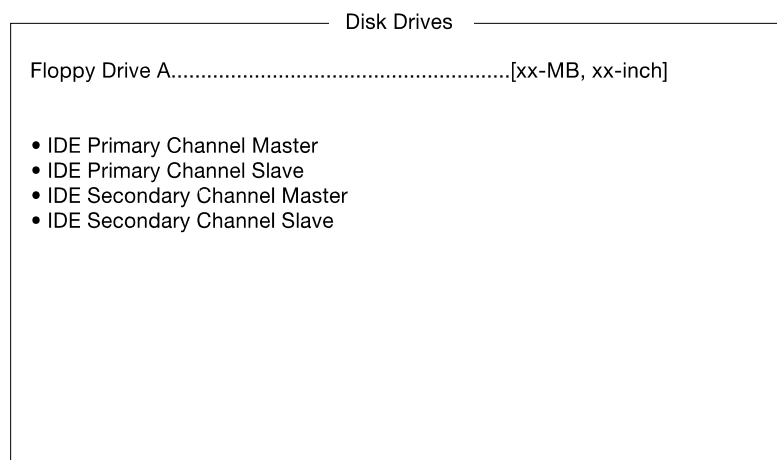 Disk Drives
Floppy Drive A.........................................................[xx-MB, xx-inch]
• IDE Primary Channel Master
• IDE Primary Channel Slave
• IDE Secondary Channel Master
• IDE Secondary Channel Slave